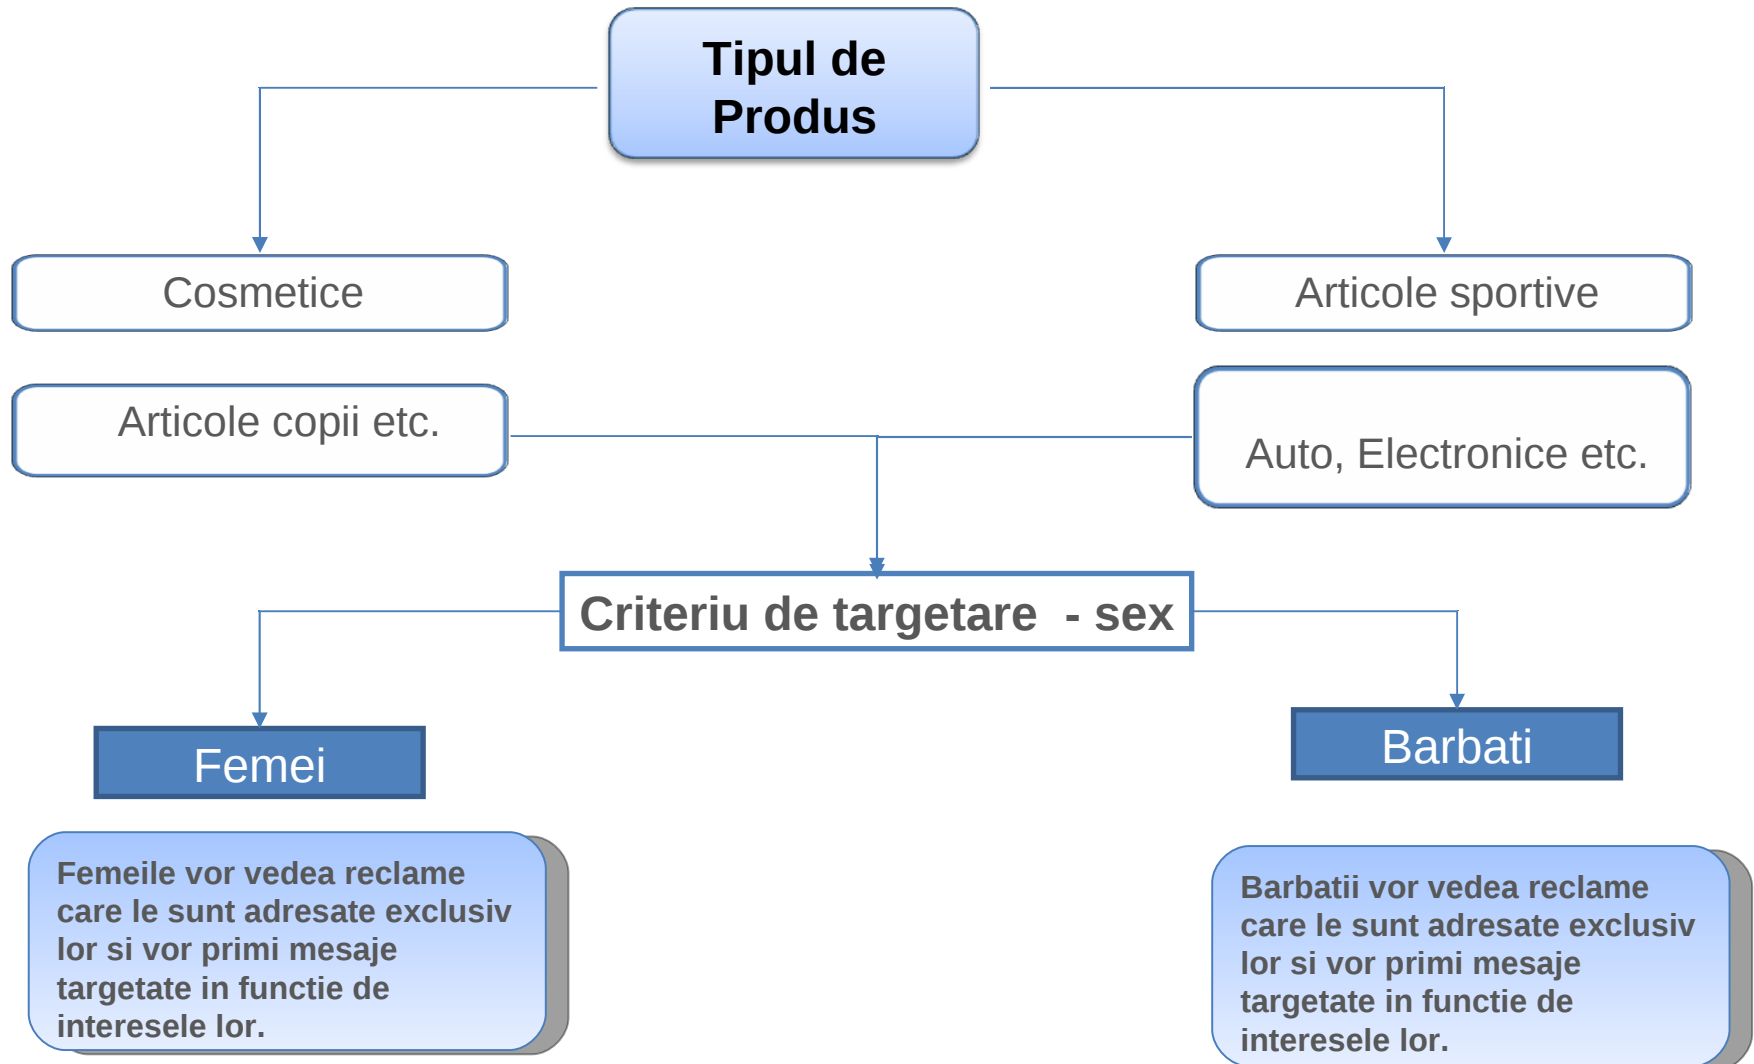 Tipul de
Produs
Cosmetice
Articole sportive
Articole copii etc.
Auto, Electronice etc.
Criteriu de targetare  - sex
Femei
Barbati
Femeile vor vedea reclame
care le sunt adresate exclusiv
lor si vor primi mesaje
targetate in functie de
interesele lor.
Barbatii vor vedea reclame
care le sunt adresate exclusiv
lor si vor primi mesaje
targetate in functie de
interesele lor.